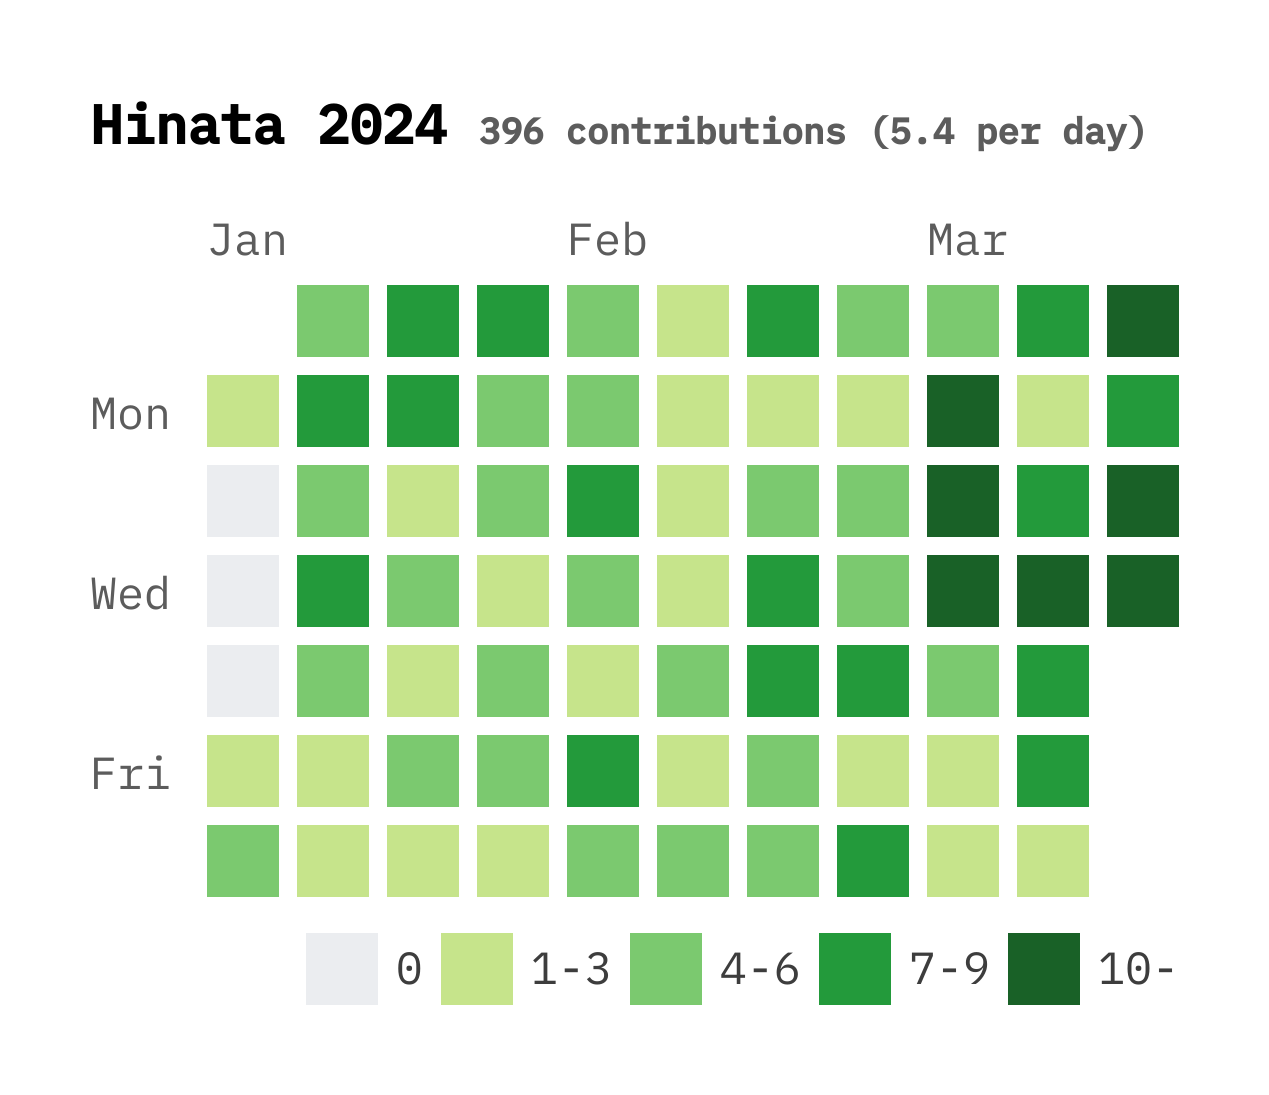 Hinata 2024 396 contributions (5.4 per day)
Jan Feb Mar
Mon
Wed
Fri
0 1-3 4-6 7-9 10-